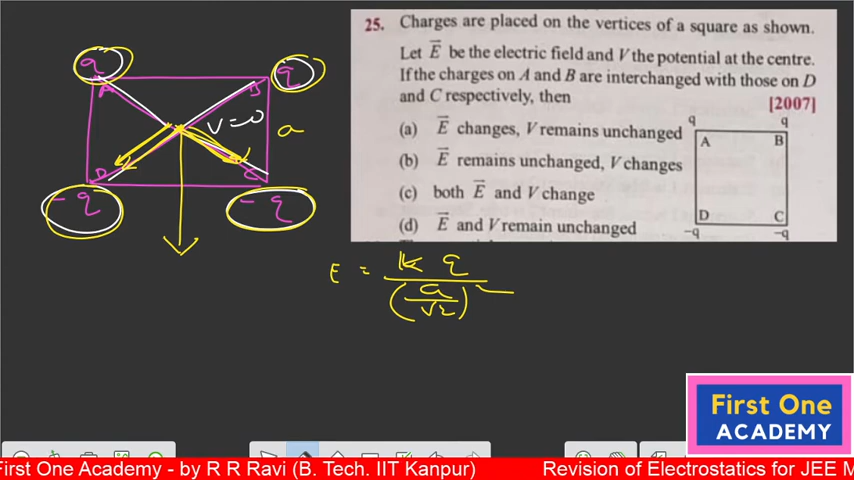 q
q
A
B
V=0
a
D
C
-q
-q
E = kq
(a/√2)²
25. Charges are placed on the vertices of a square as shown.
Let E⃗ be the electric field and V the potential at the centre.
If the charges on A and B are interchanged with those on D
and C respectively, then
[2007]
(a) E⃗ changes, V remains unchanged
(b) E⃗ remains unchanged, V changes
(c) both E⃗ and V change
(d) E⃗ and V remain unchanged
q
q
A
B
D
C
-q
-q
First One
ACADEMY
First One Academy - by R R Ravi (B. Tech. IIT Kanpur)
Revision of Electrostatics for JEE M